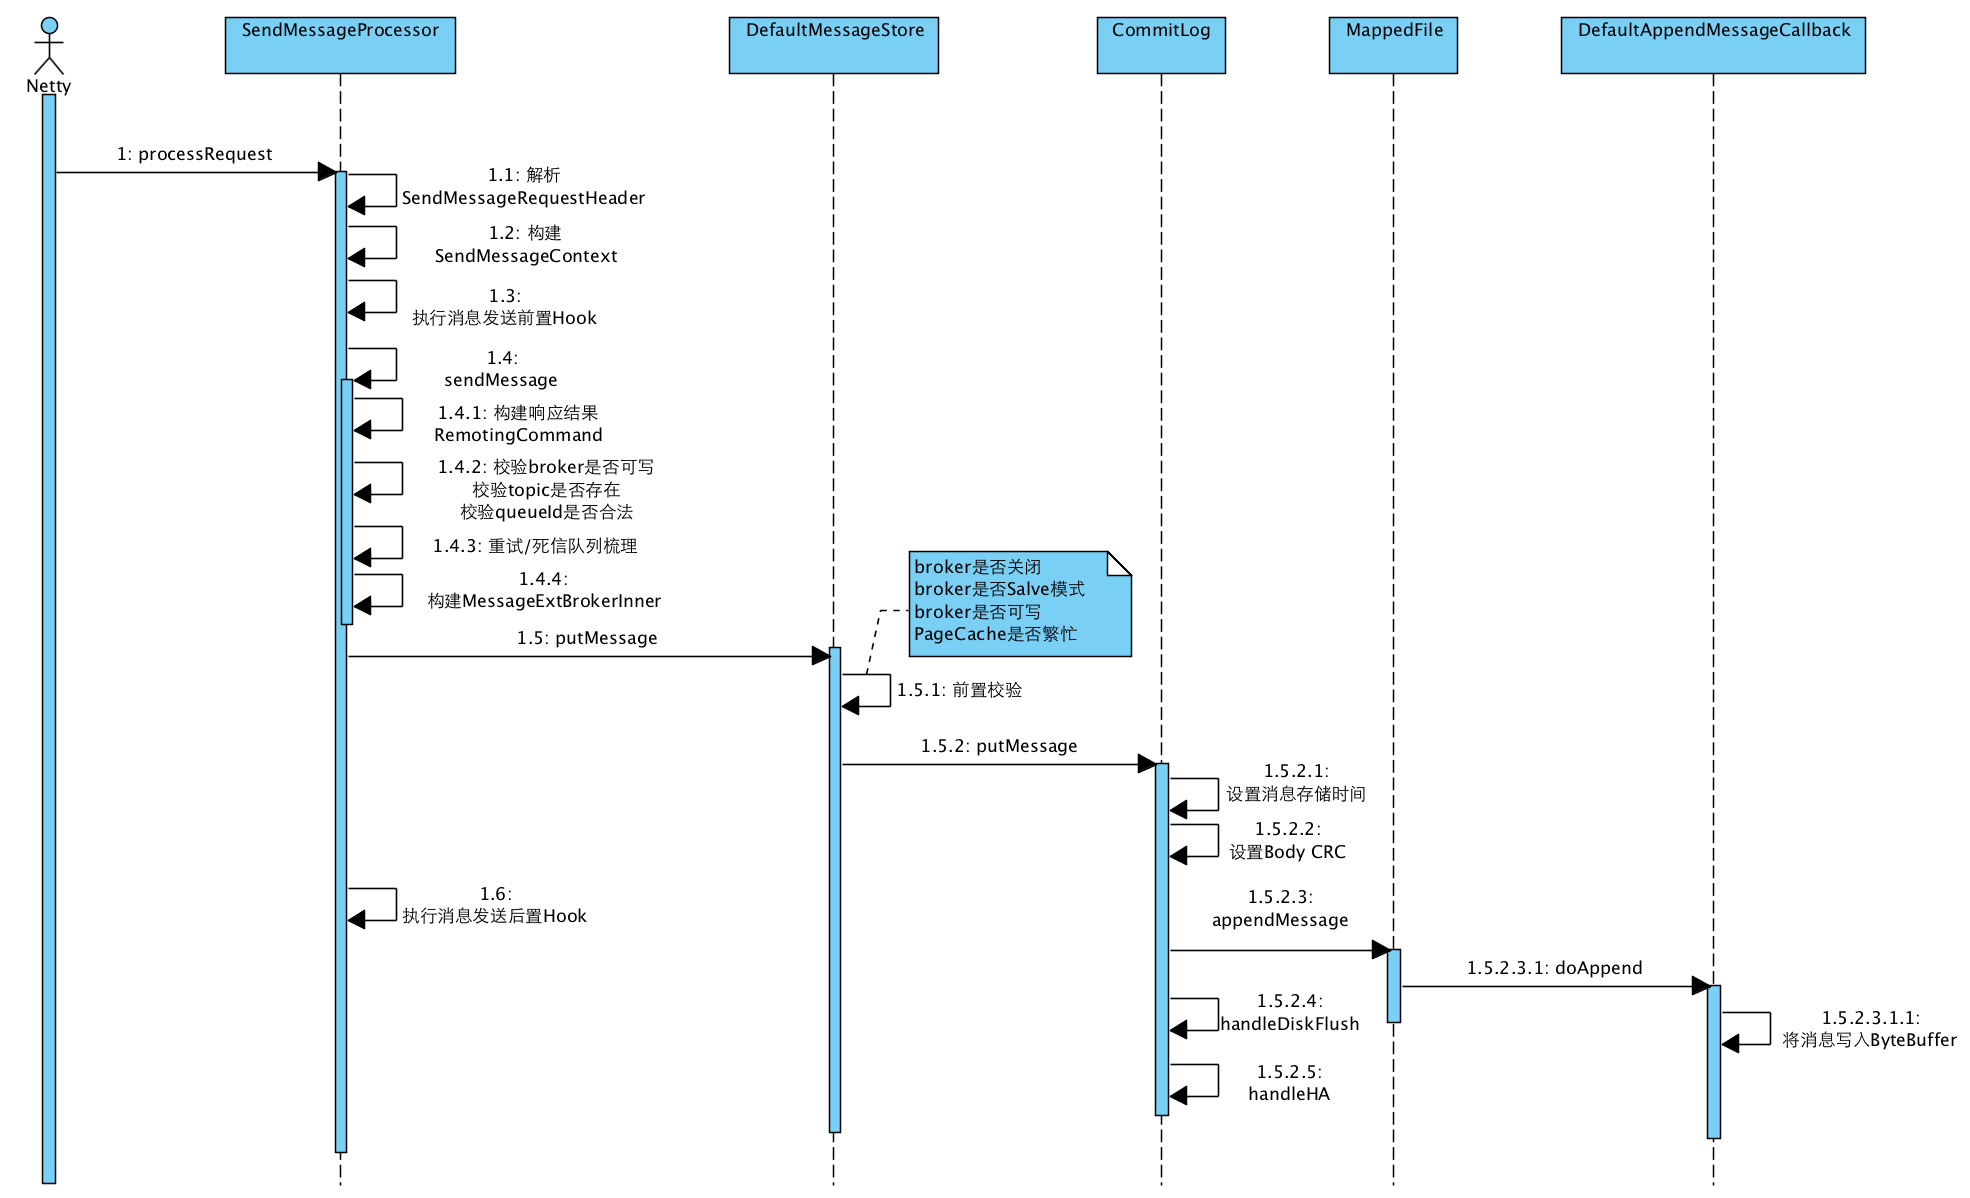 SendMessageProcessor
DefaultMessageStore
CommitLog
MappedFile
DefaultAppendMessageCallback
Netty
1: processRequest
1.1: 解析
SendMessageRequestHeader
1.2: 构建
SendMessageContext
1.3:
执行消息发送前置Hook
1.4:
sendMessage
1.4.1: 构建响应结果
RemotingCommand
1.4.2: 校验broker是否可写
校验topic是否存在
校验queueId是否合法
1.4.3: 重试/死信队列梳理
1.4.4:
构建MessageExtBrokerInner
broker是否关闭
broker是否Salve模式
broker是否可写
PageCache是否繁忙
1.5: putMessage
1.5.1: 前置校验
1.5.2: putMessage
1.5.2.1:
设置消息存储时间
1.5.2.2:
设置Body CRC
1.6:
执行消息发送后置Hook
1.5.2.3:
appendMessage
1.5.2.3.1: doAppend
1.5.2.4:
handleDiskFlush
1.5.2.3.1.1:
将消息写入ByteBuffer
1.5.2.5:
handleHA